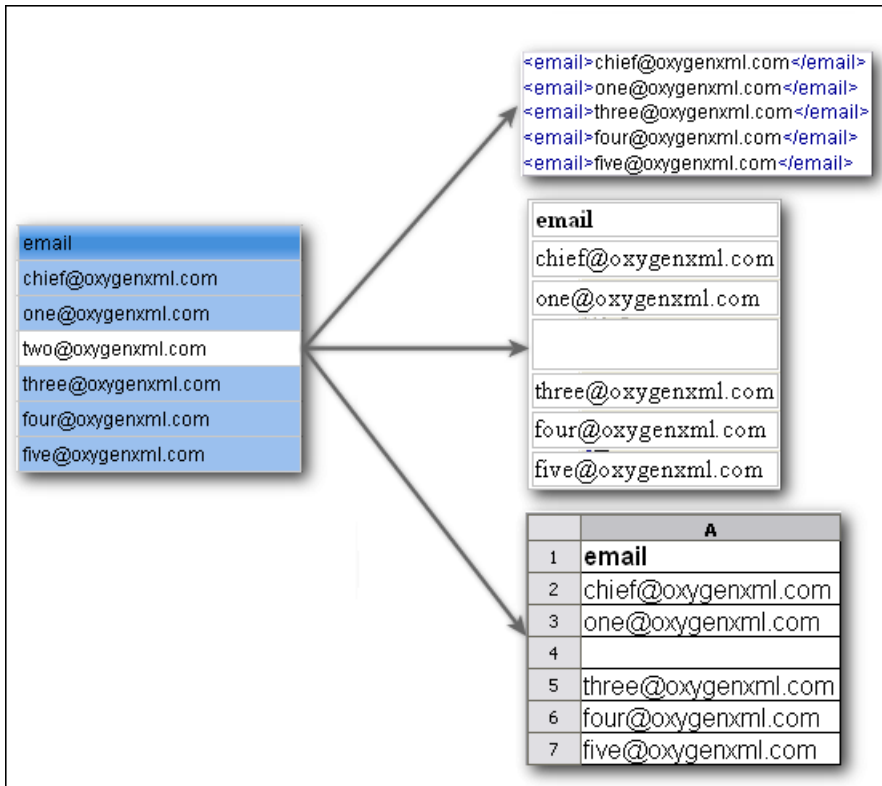 email
chief@oxygenxml.com
one@oxygenxml.com
two@oxygenxml.com
three@oxygenxml.com
four@oxygenxml.com
five@oxygenxml.com
<email>chief@oxygenxml.com</email>
<email>one@oxygenxml.com</email>
<email>three@oxygenxml.com</email>
<email>four@oxygenxml.com</email>
<email>five@oxygenxml.com</email>
email
chief@oxygenxml.com
one@oxygenxml.com
three@oxygenxml.com
four@oxygenxml.com
five@oxygenxml.com
A
1 email
2 chief@oxygenxml.com
3 one@oxygenxml.com
4
5 three@oxygenxml.com
6 four@oxygenxml.com
7 five@oxygenxml.com